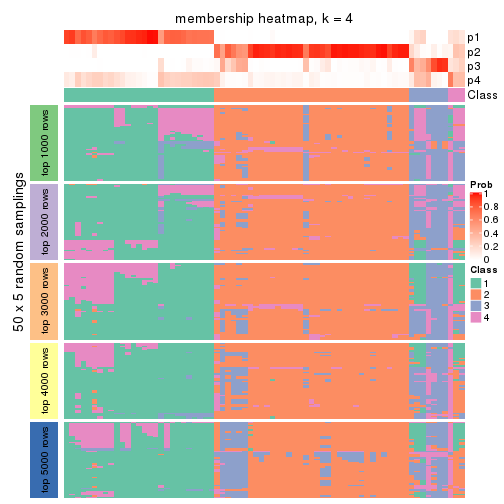 membership heatmap, k = 4
p1
p2
p3
p4
Class
50 x 5 random samplings
top 1000 rows
top 2000 rows
top 3000 rows
top 4000 rows
top 5000 rows
Prob
1
0.8
0.6
0.4
0.2
0
Class
1
2
3
4